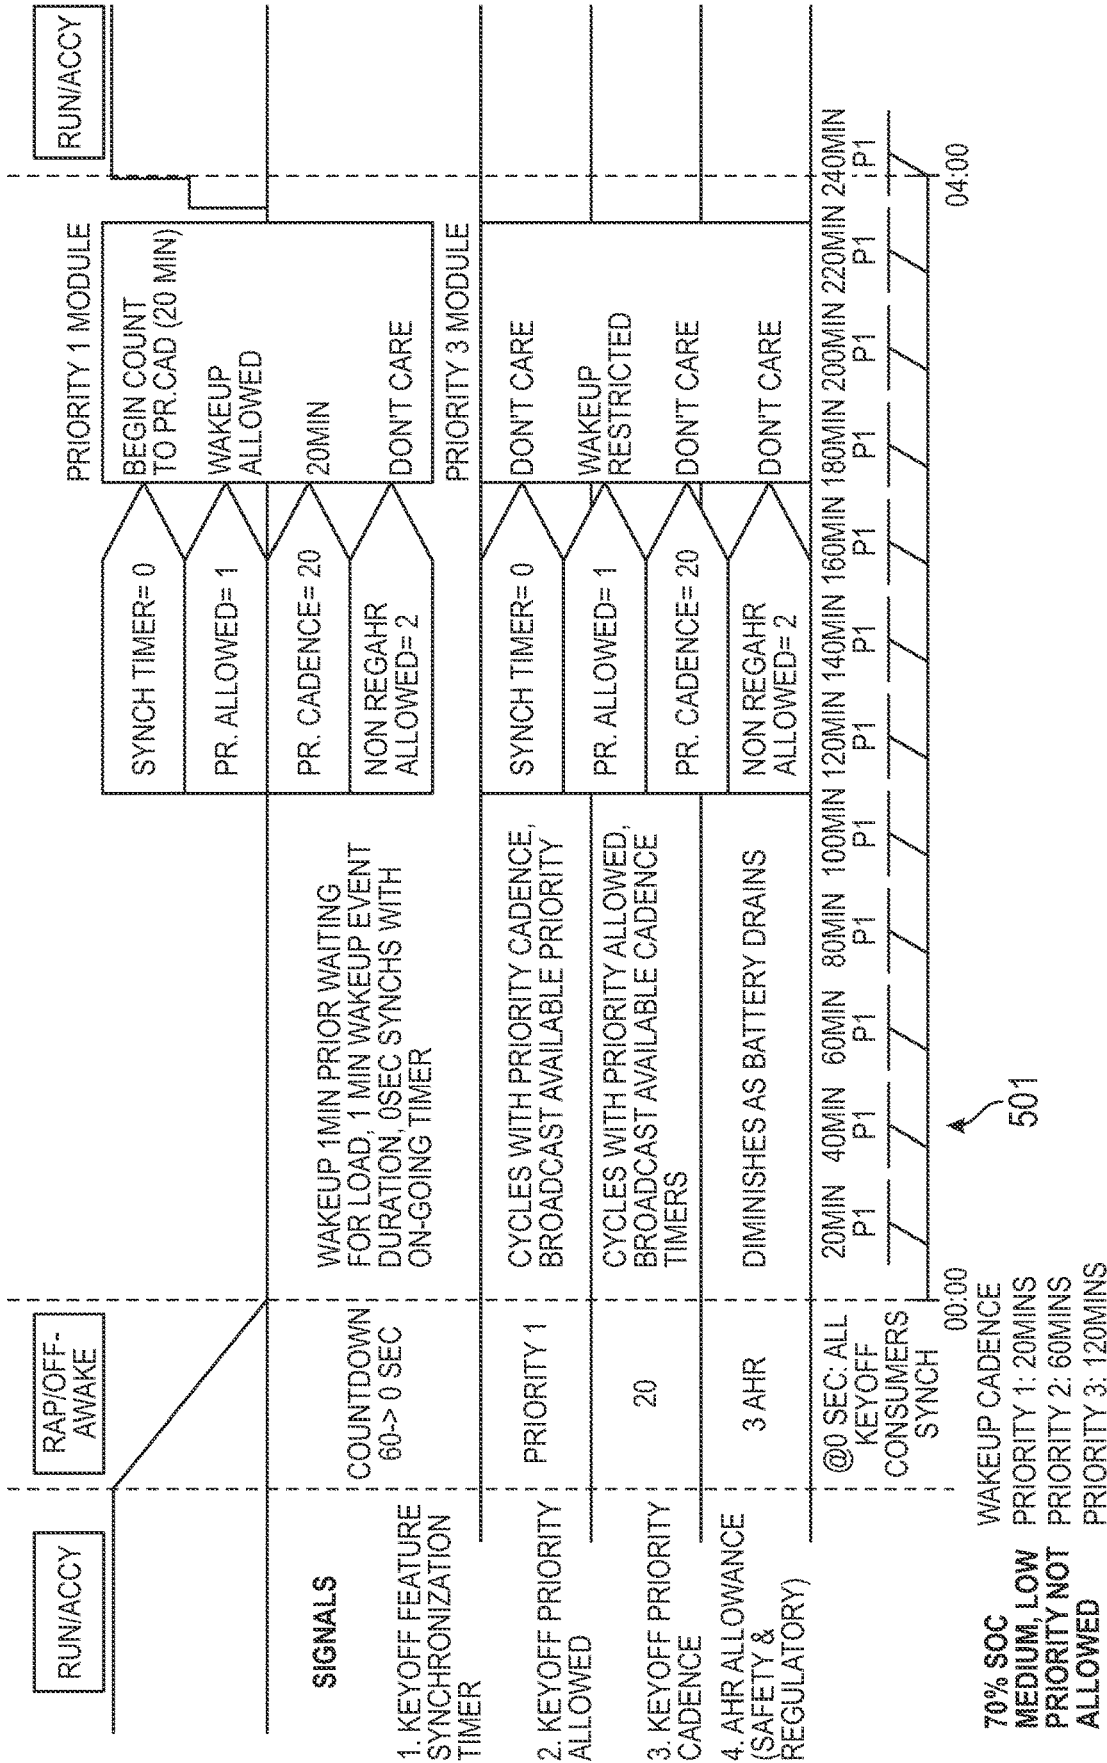 RUN/ACCY
RAP/OFF-
AWAKE
RUN/ACCY
PRIORITY 1 MODULE
SYNCH TIMER= 0
BEGIN COUNT
TO PR.CAD (20 MIN)
PR. ALLOWED= 1
WAKEUP
ALLOWED
PR. CADENCE= 20
20MIN
NON REGAHR
ALLOWED= 2
DON'T CARE
SIGNALS
1. KEYOFF FEATURE
SYNCHRONIZATION
TIMER
COUNTDOWN
60-> 0 SEC
WAKEUP 1MIN PRIOR WAITING
FOR LOAD, 1 MIN WAKEUP EVENT
DURATION, 0SEC SYNCHS WITH
ON-GOING TIMER
PRIORITY 3 MODULE
2. KEYOFF PRIORITY
ALLOWED
PRIORITY 1
CYCLES WITH PRIORITY CADENCE,
BROADCAST AVAILABLE PRIORITY
SYNCH TIMER= 0
DON'T CARE
PR. ALLOWED= 1
WAKEUP
RESTRICTED
3. KEYOFF PRIORITY
CADENCE
20
CYCLES WITH PRIORITY ALLOWED,
BROADCAST AVAILABLE CADENCE
TIMERS
PR. CADENCE= 20
DON'T CARE
4. AHR ALLOWANCE
(SAFETY &
REGULATORY)
3 AHR
DIMINISHES AS BATTERY DRAINS
NON REGAHR
ALLOWED= 2
DON'T CARE
@0 SEC: ALL
KEYOFF
CONSUMERS
SYNCH
20MIN 40MIN 60MIN 80MIN 100MIN 120MIN 140MIN 160MIN 180MIN 200MIN 220MIN 240MIN
P1 P1 P1 P1 P1 P1 P1 P1 P1 P1 P1 P1
00:00
04:00
501
70% SOC
MEDIUM, LOW
PRIORITY NOT
ALLOWED
WAKEUP CADENCE
PRIORITY 1: 20MINS
PRIORITY 2: 60MINS
PRIORITY 3: 120MINS